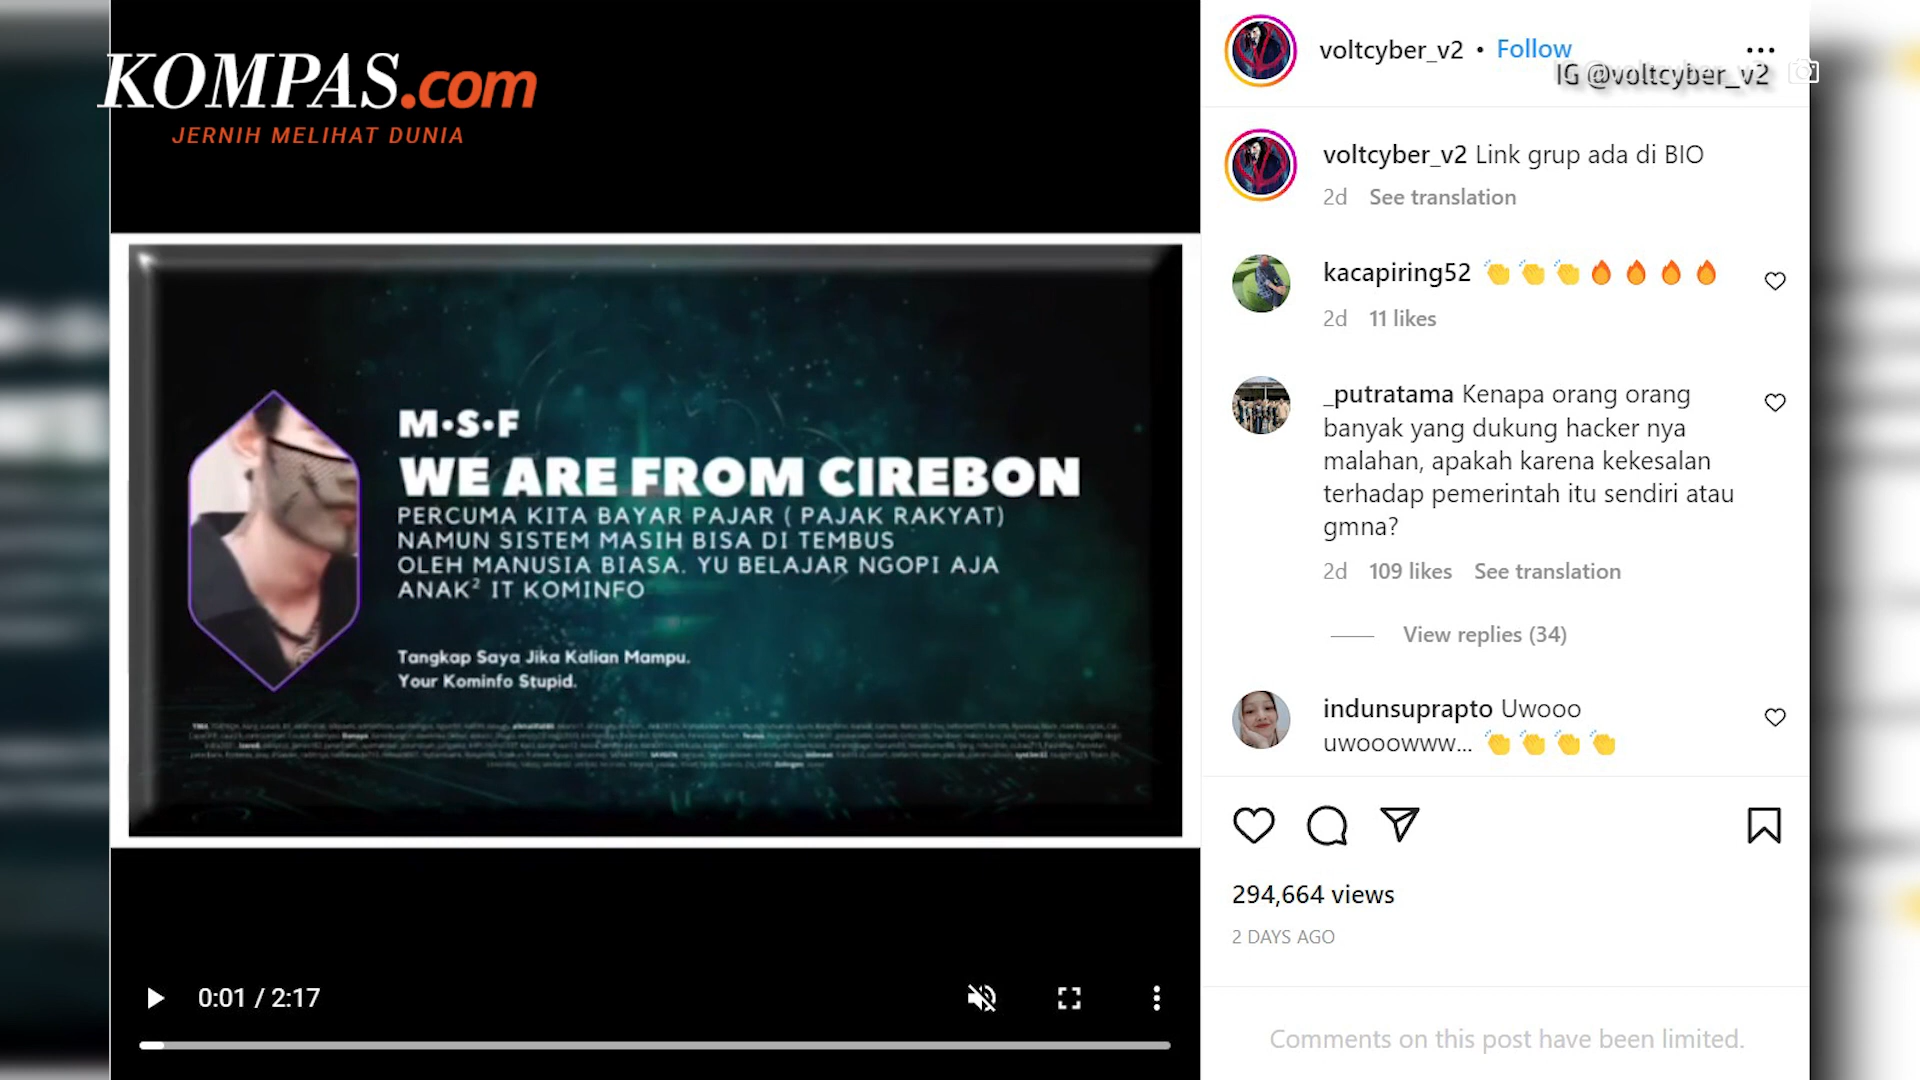 KOMPAS.com
JERNIH MELIHAT DUNIA
M•S•F
WE ARE FROM CIREBON
PERCUMA KITA BAYAR PAJAR ( PAJAK RAKYAT)
NAMUN SISTEM MASIH BISA DI TEMBUS
OLEH MANUSIA BIASA. YU BELAJAR NGOPI AJA
ANAK² IT KOMINFO
Tangkap Saya Jika Kalian Mampu.
Your Kominfo Stupid.
0:01 / 2:17
voltcyber_v2 • Follow
IG @voltcyber_v2
voltcyber_v2 Link grup ada di BIO
2d See translation
kacapiring52 👏👏👏🔥🔥🔥🔥
2d 11 likes
_putratama Kenapa orang orang
banyak yang dukung hacker nya
malahan, apakah karena kekesalan
terhadap pemerintah itu sendiri atau
gmna?
2d 109 likes See translation
View replies (34)
indunsuprapto Uwooo
uwooowww... 👏👏👏👏
294,664 views
2 DAYS AGO
Comments on this post have been limited.